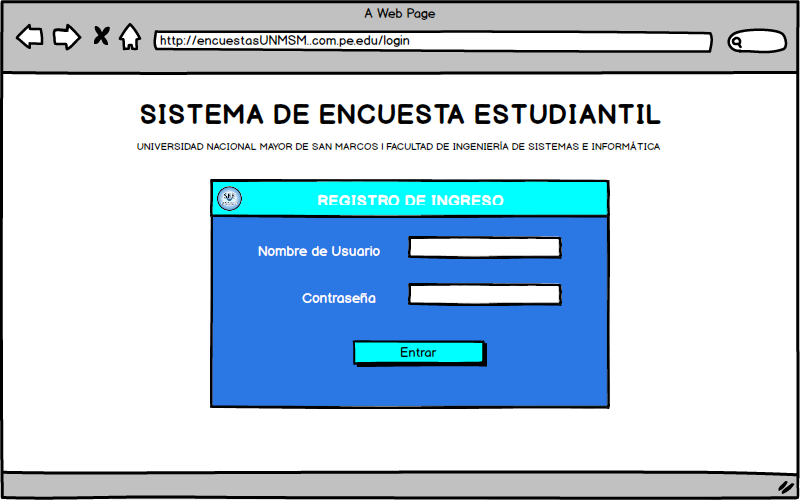 A Web Page
http://encuestasUNMSM..com.pe.edu/login
SISTEMA DE ENCUESTA ESTUDIANTIL
UNIVERSIDAD NACIONAL MAYOR DE SAN MARCOS | FACULTAD DE INGENIERÍA DE SISTEMAS E INFORMÁTICA
REGISTRO DE INGRESO
Nombre de Usuario
Contraseña
Entrar